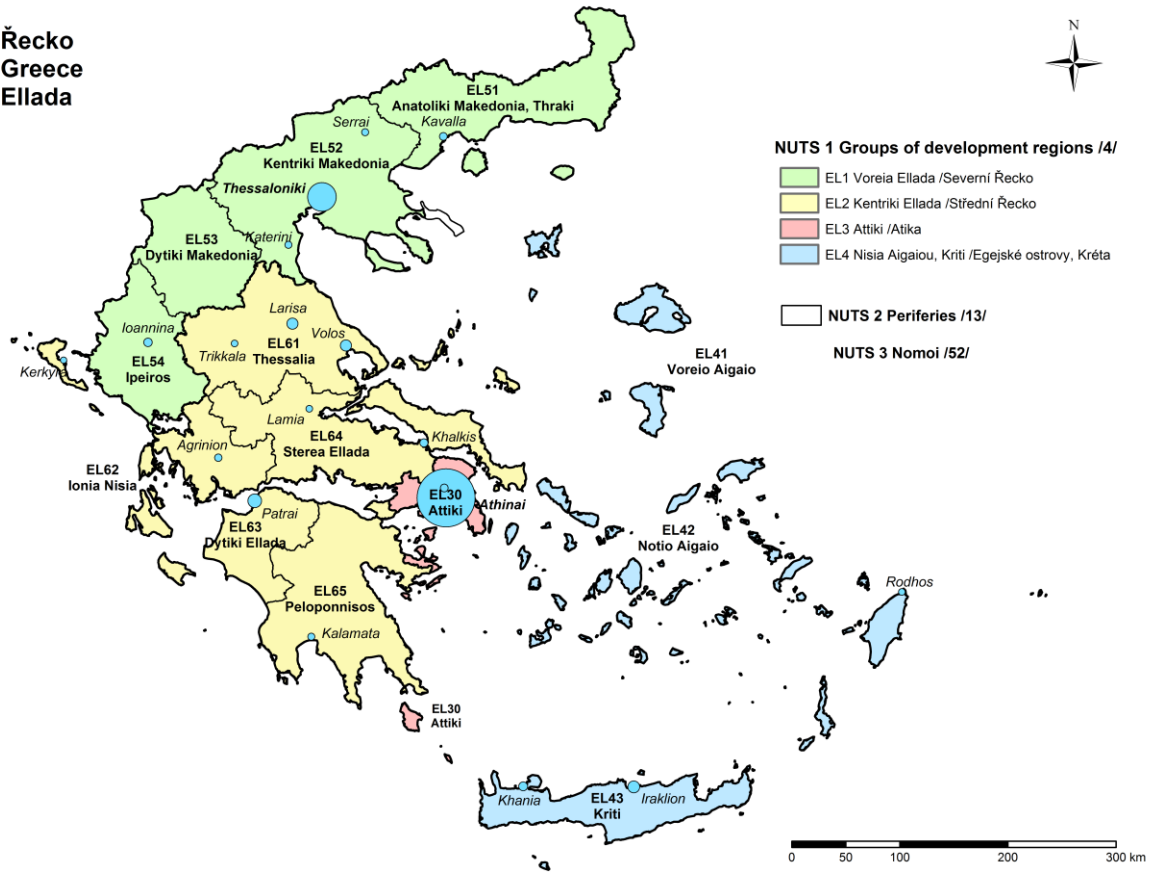 Řecko
Greece
Ellada
N
EL51
Anatoliki Makedonia, Thraki
Serrai
Kavalla
EL52
Kentriki Makedonia
Thessaloniki
NUTS 1 Groups of development regions /4/
EL1 Voreia Ellada /Severní Řecko
EL2 Kentriki Ellada /Střední Řecko
EL3 Attiki /Atika
EL4 Nisia Aigaiou, Kriti /Egejské ostrovy, Kréta
NUTS 2 Periferies /13/
NUTS 3 Nomoi /52/
EL53
Dytiki Makedonia
Katerini
Larisa
Ioannina
Volos
Trikkala
EL61
Thessalia
EL54
Ipeiros
Kerkyra
EL41
Voreio Aigaio
Lamia
EL64
Sterea Ellada
Khalkis
Agrinion
EL62
Ionia Nisia
EL30
Attiki
Athinai
Patrai
EL63
Dytiki Ellada
EL42
Notio Aigaio
Rodhos
EL65
Peloponnisos
Kalamata
EL30
Attiki
Khania
EL43
Kriti
Iraklion
0 50 100 200 300 km